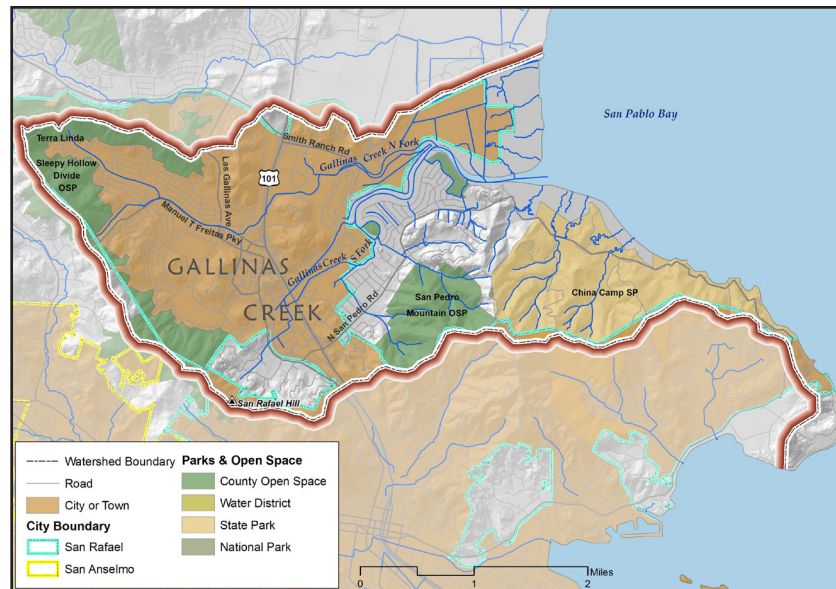 San Pablo Bay
Terra Linda
Sleepy Hollow
Divide
OSP
Smith Ranch Rd
Gallinas Creek N Fork
Las Gallinas Ave
101
Manuel T Freitas Pky
GALLINAS
CREEK
Gallinas Creek S Fork
N San Pedro Rd
San Pedro
Mountain OSP
China Camp SP
San Rafael Hill
Watershed Boundary
Road
City or Town
City Boundary
San Rafael
San Anselmo
Parks & Open Space
County Open Space
Water District
State Park
National Park
Miles
0 1 2